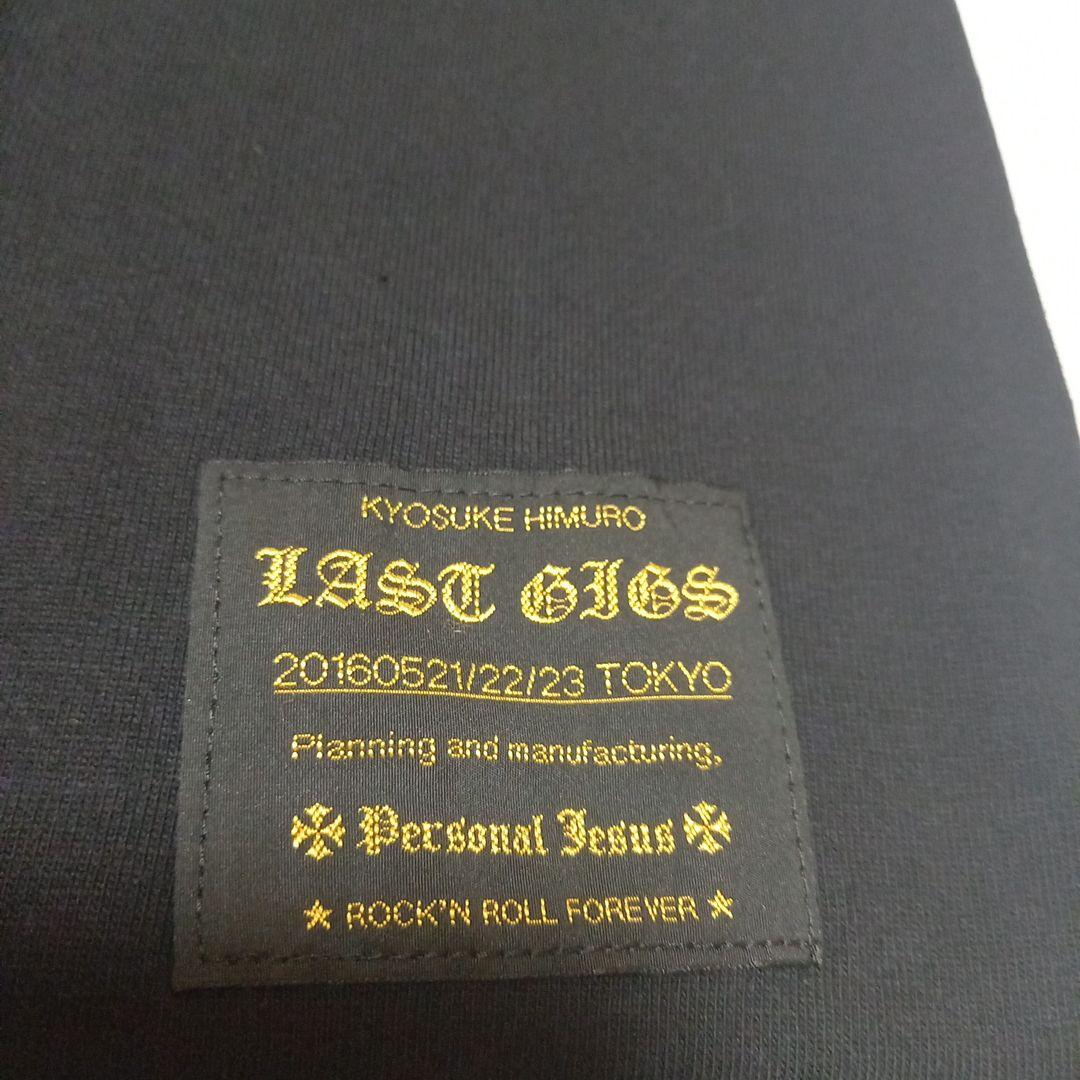 KYOSUKE HIMURO
LAST GIGS
20160521/22/23 TOKYO
Planning and manufacturing,
Personal Jesus
★ ROCK'N ROLL FOREVER ★